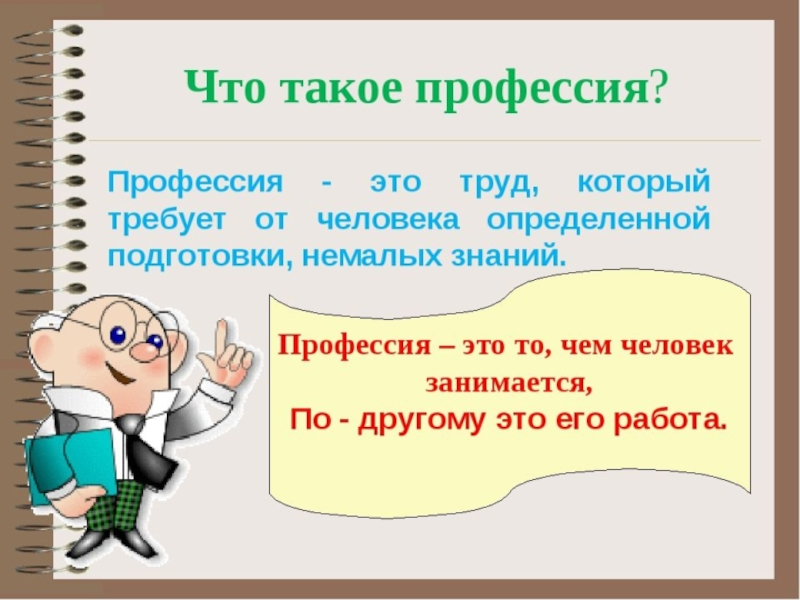 Что такое профессия?
Профессия - это труд, который
требует от человека определенной
подготовки, немалых знаний.
Профессия – это то, чем человек
занимается,
По - другому это его работа.